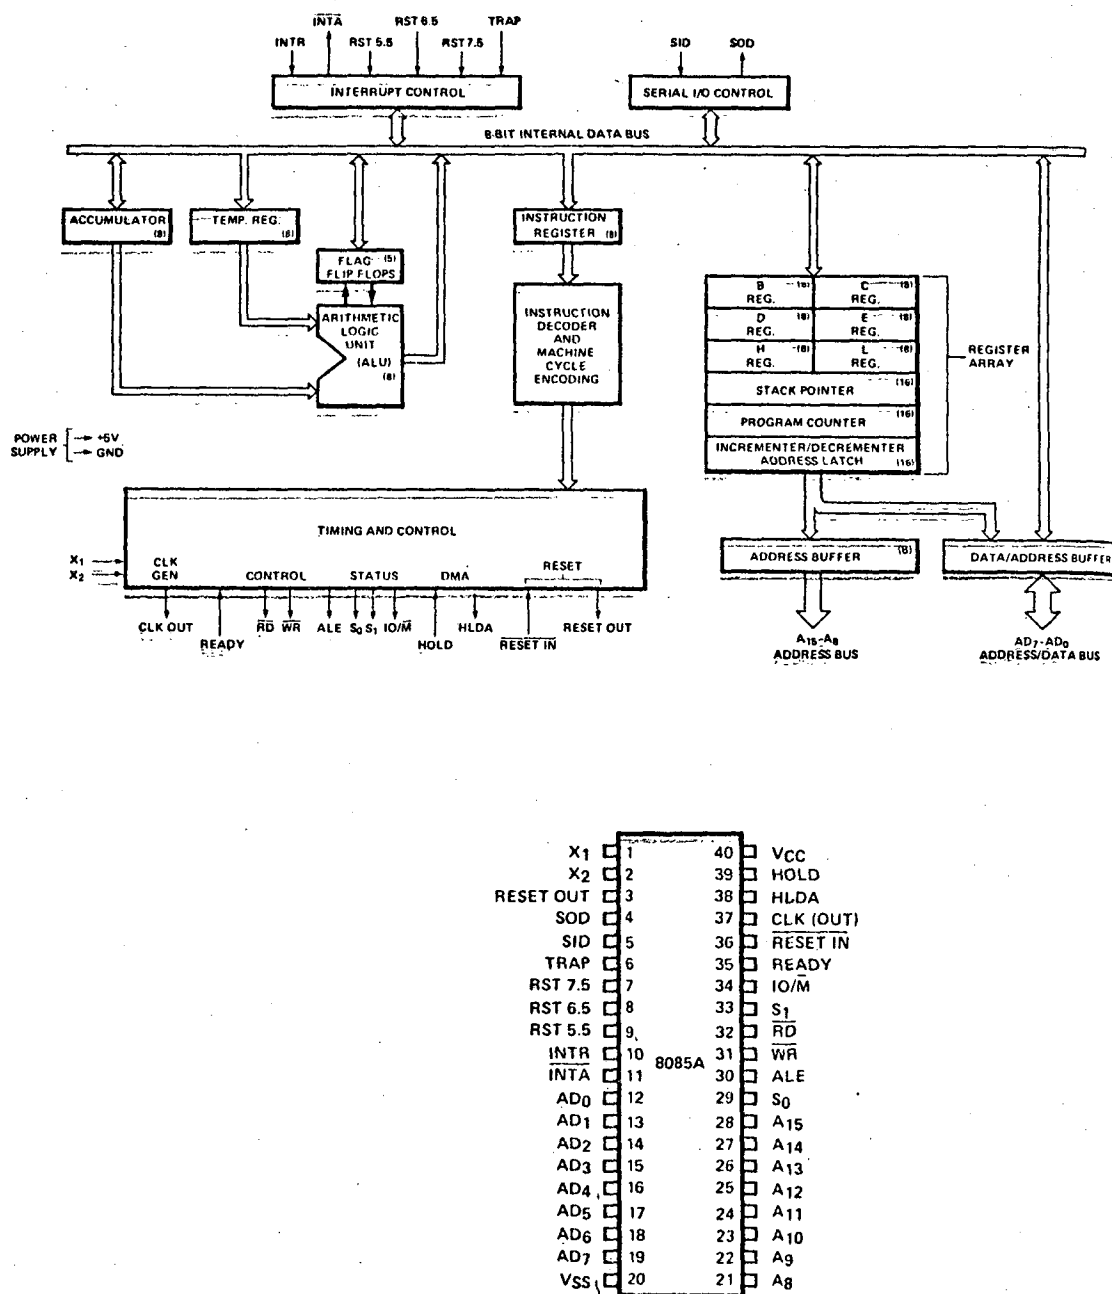 INTR
INTA
RST 5.5
RST 6.5
RST 7.5
TRAP
SID
SOD
INTERRUPT CONTROL
SERIAL I/O CONTROL
8-BIT INTERNAL DATA BUS
ACCUMULATOR
(8)
TEMP. REG.
(8)
INSTRUCTION
REGISTER (8)
FLAG (5)
FLIP FLOPS
ARITHMETIC
LOGIC
UNIT
(ALU)
(8)
INSTRUCTION
DECODER
AND
MACHINE
CYCLE
ENCODING
B (8)
REG.
C (8)
REG.
D (8)
REG.
E (8)
REG.
H (8)
REG.
L (8)
REG.
STACK POINTER (16)
PROGRAM COUNTER (16)
INCREMENTER/DECREMENTER
ADDRESS LATCH (16)
REGISTER
ARRAY
POWER
SUPPLY
+5V
GND
TIMING AND CONTROL
X1
X2
CLK
GEN
CONTROL
STATUS
DMA
RESET
CLK OUT
READY
RD
WR
ALE
S0
S1
IO/M
HOLD
HLDA
RESET IN
RESET OUT
ADDRESS BUFFER (8)
DATA/ADDRESS BUFFER
A15-A8
ADDRESS BUS
AD7-AD0
ADDRESS/DATA BUS
X1 1 40 VCC
X2 2 39 HOLD
RESET OUT 3 38 HLDA
SOD 4 37 CLK (OUT)
SID 5 36 RESET IN
TRAP 6 35 READY
RST 7.5 7 34 IO/M
RST 6.5 8 33 S1
RST 5.5 9 32 RD
INTR 10 31 WR
8085A
INTA 11 30 ALE
AD0 12 29 S0
AD1 13 28 A15
AD2 14 27 A14
AD3 15 26 A13
AD4 16 25 A12
AD5 17 24 A11
AD6 18 23 A10
AD7 19 22 A9
VSS 20 21 A8